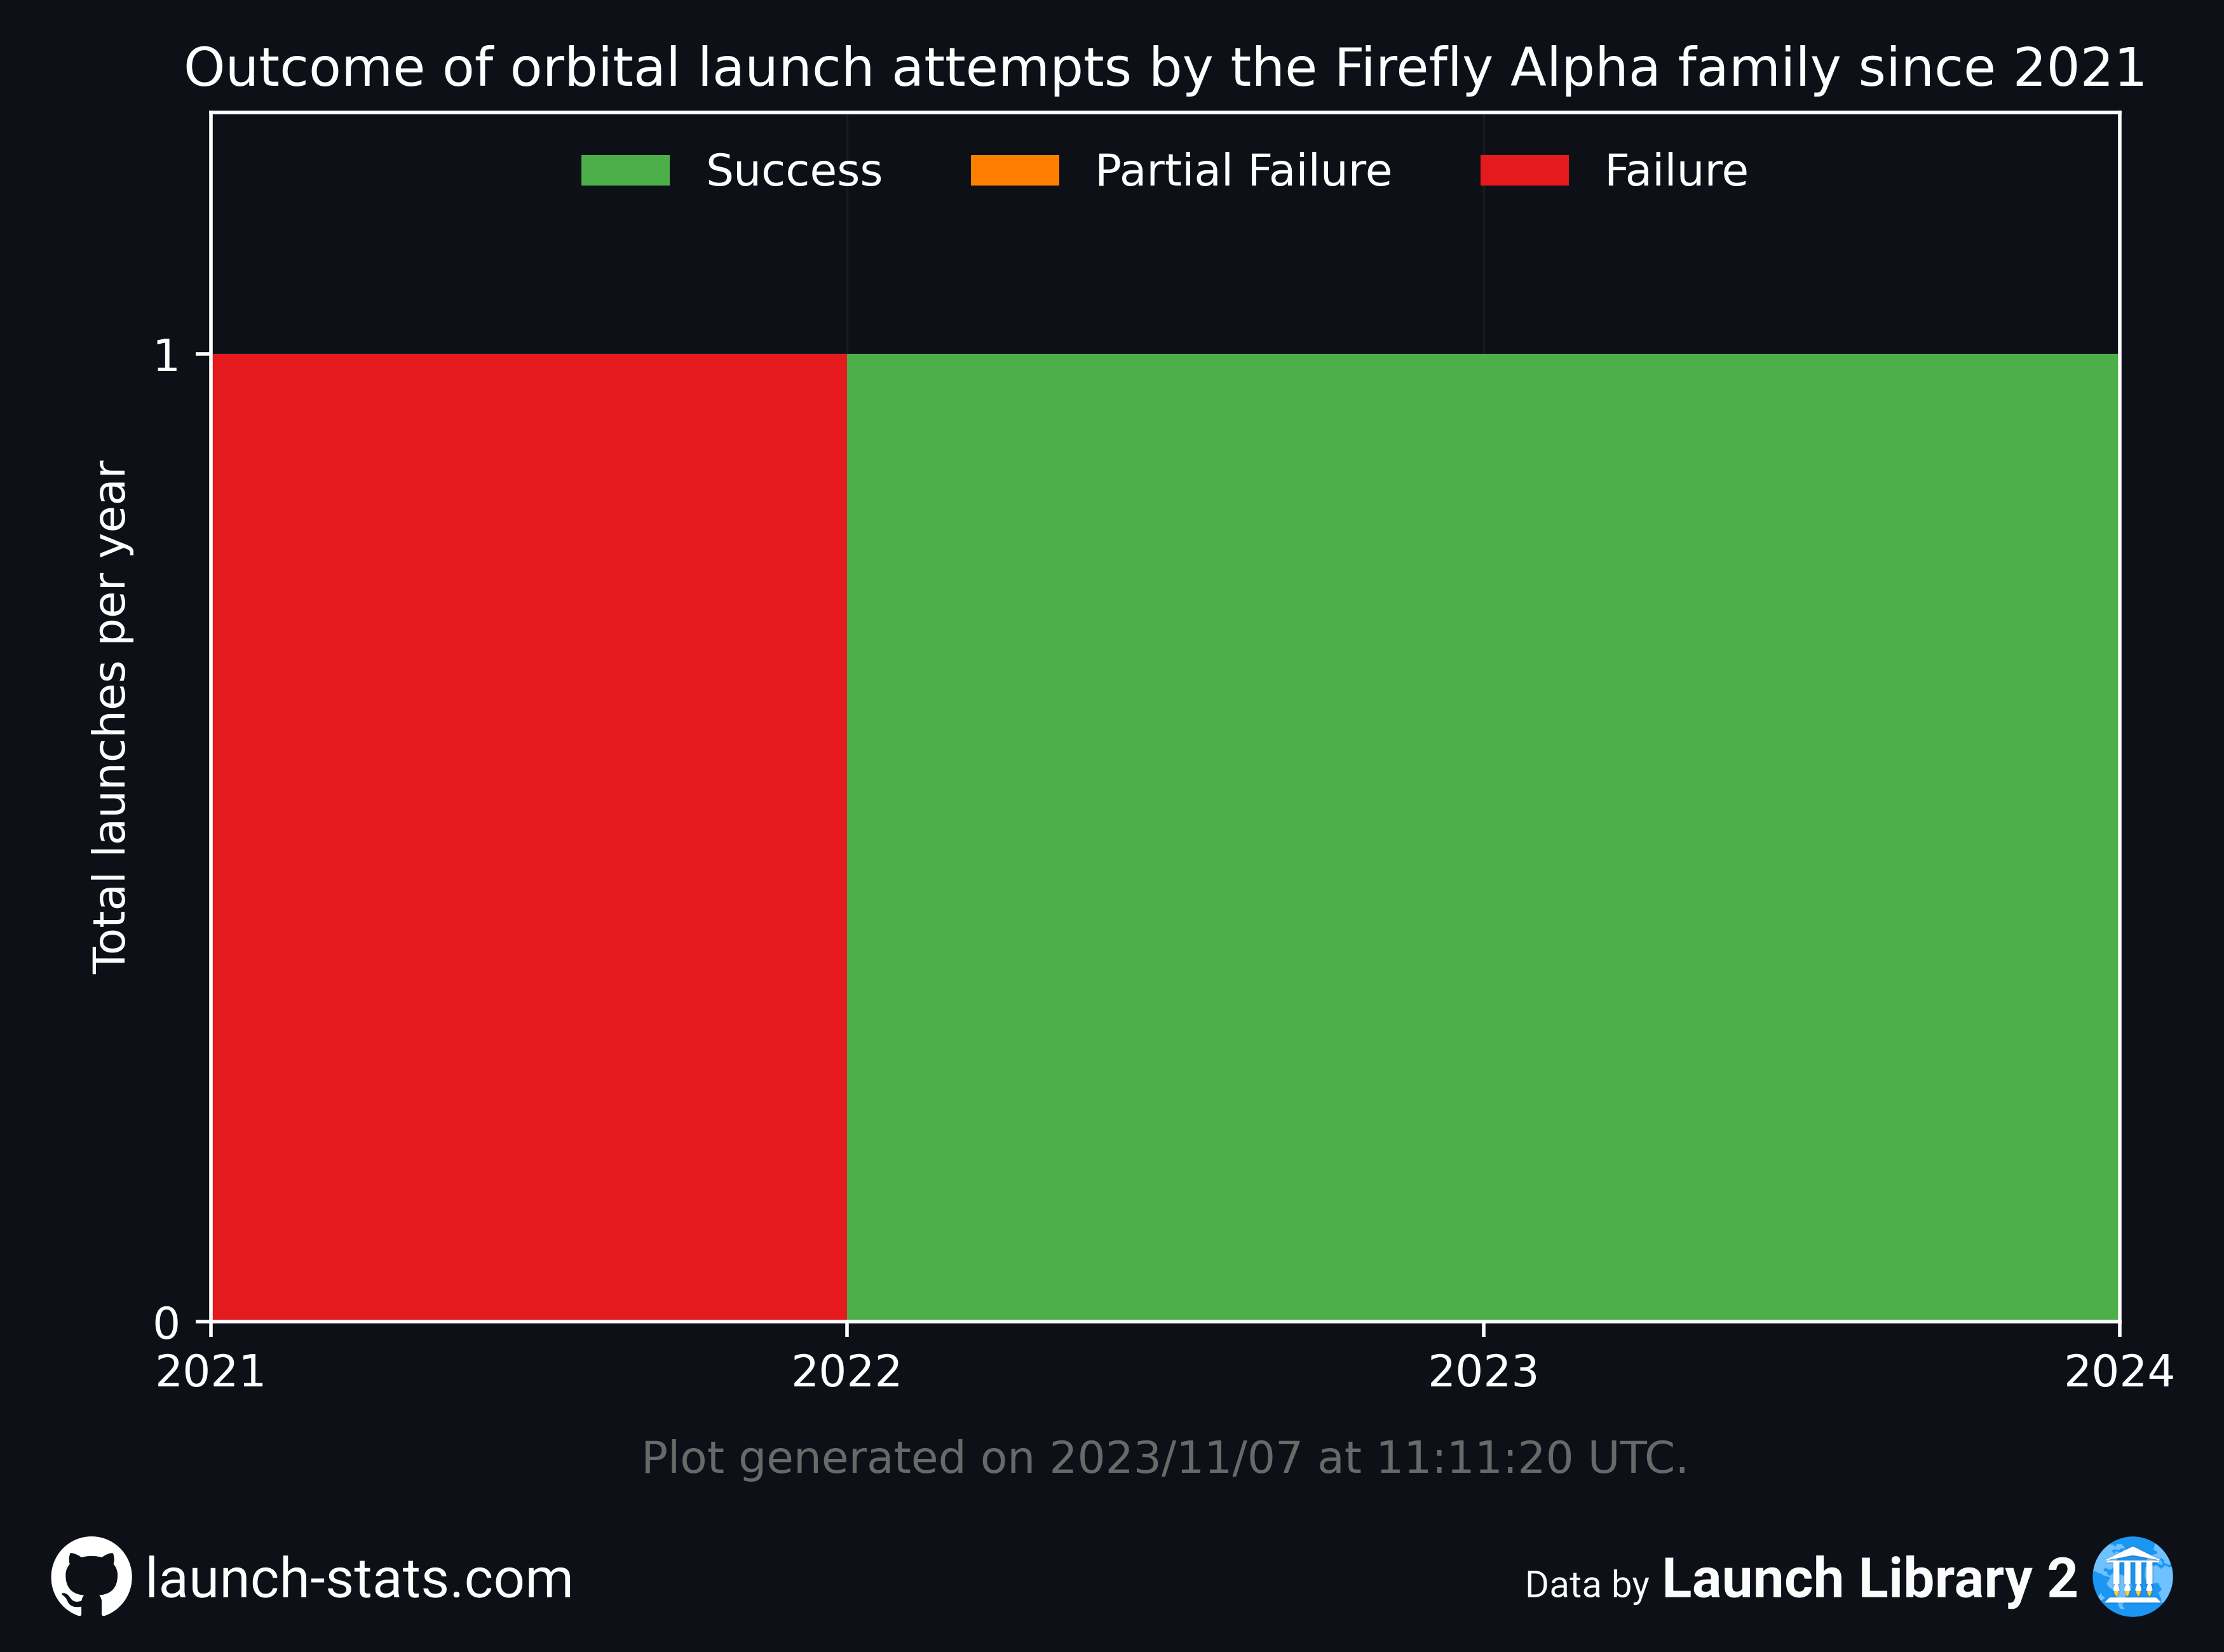 Outcome of orbital launch attempts by the Firefly Alpha family since 2021
Success Partial Failure Failure
1
Total launches per year
0
2021 2022 2023 2024
Plot generated on 2023/11/07 at 11:11:20 UTC.
launch-stats.com
Data by Launch Library 2